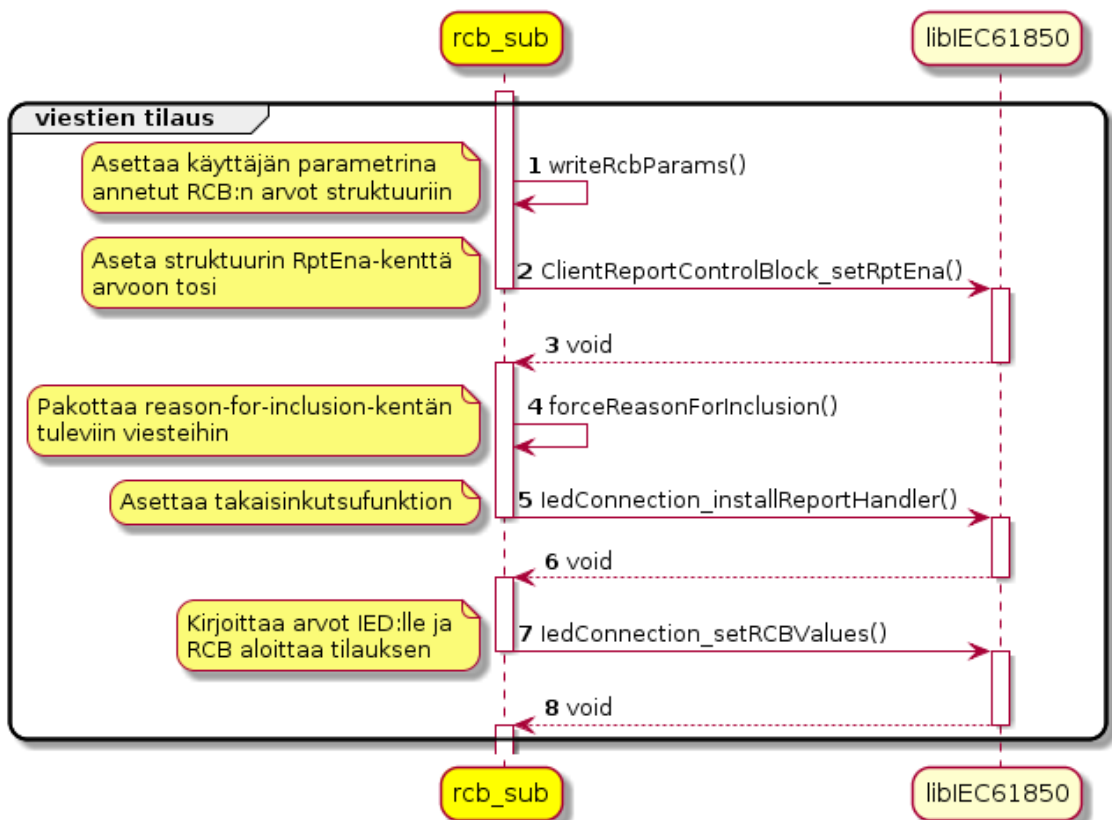 rcb_sub
libIEC61850
viestien tilaus
Asettaa käyttäjän parametrina
annetut RCB:n arvot struktuuriin
1 writeRcbParams()
Aseta struktuurin RptEna-kenttä
arvoon tosi
2 ClientReportControlBlock_setRptEna()
3 void
Pakottaa reason-for-inclusion-kentän
tuleviin viesteihin
4 forceReasonForInclusion()
Asettaa takaisinkutsufunktion
5 IedConnection_installReportHandler()
6 void
Kirjoittaa arvot IED:lle ja
RCB aloittaa tilauksen
7 IedConnection_setRCBValues()
8 void
rcb_sub
libIEC61850